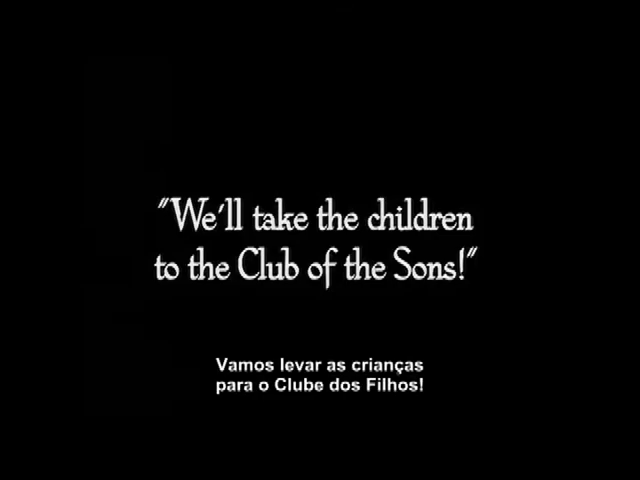 "We'll take the children
to the Club of the Sons!"
Vamos levar as crianças
para o Clube dos Filhos!